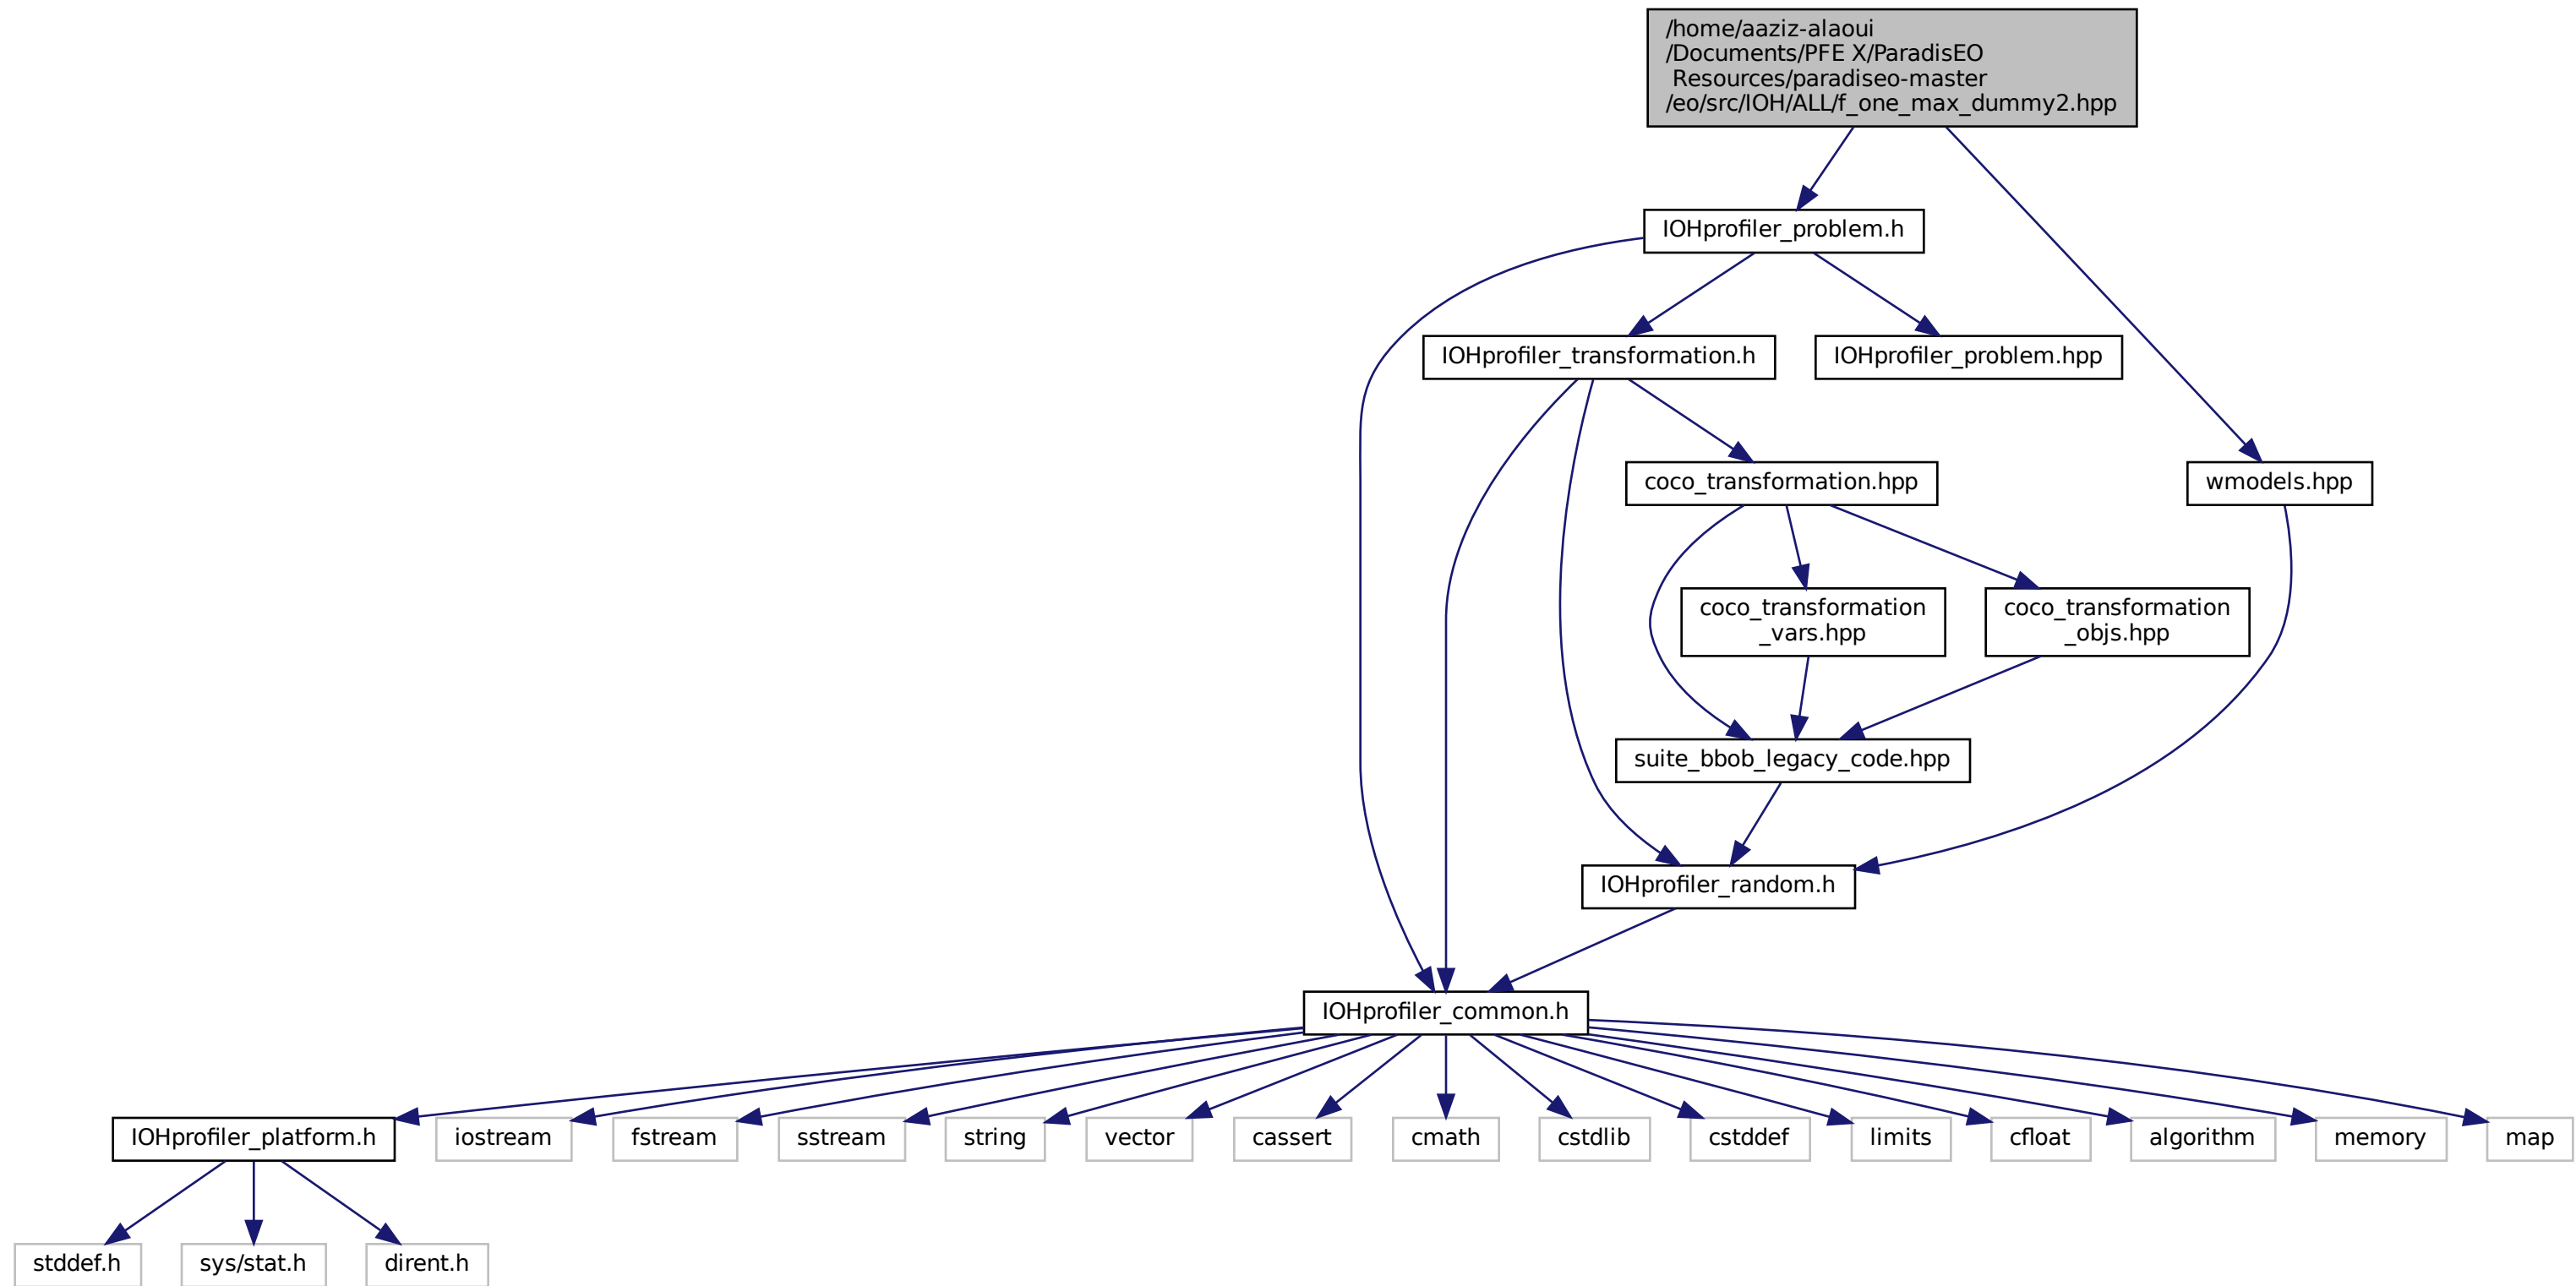 /home/aaziz-alaoui
/Documents/PFE X/ParadisEO
Resources/paradiseo-master
/eo/src/IOH/ALL/f_one_max_dummy2.hpp
IOHprofiler_problem.h
IOHprofiler_transformation.h
IOHprofiler_problem.hpp
coco_transformation.hpp
wmodels.hpp
coco_transformation
_vars.hpp
coco_transformation
_objs.hpp
suite_bbob_legacy_code.hpp
IOHprofiler_random.h
IOHprofiler_common.h
IOHprofiler_platform.h
iostream
fstream
sstream
string
vector
cassert
cmath
cstdlib
cstddef
limits
cfloat
algorithm
memory
map
stddef.h
sys/stat.h
dirent.h